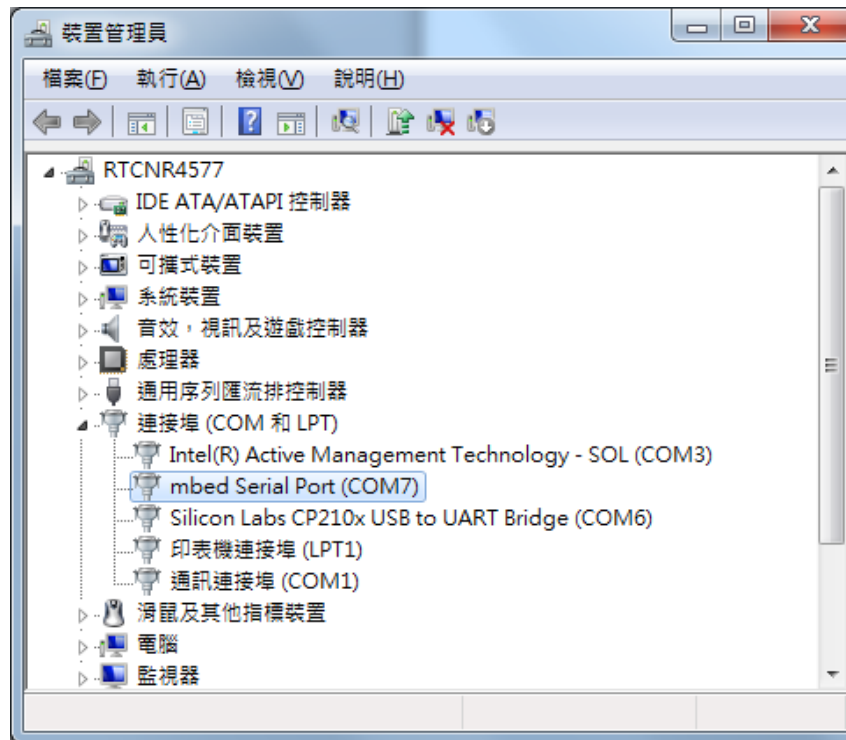 裝置管理員
檔案(F) 執行(A) 檢視(V) 說明(H)
RTCNR4577
IDE ATA/ATAPI 控制器
人性化介面裝置
可攜式裝置
系統裝置
音效，視訊及遊戲控制器
處理器
通用序列匯流排控制器
連接埠 (COM 和 LPT)
Intel(R) Active Management Technology - SOL (COM3)
mbed Serial Port (COM7)
Silicon Labs CP210x USB to UART Bridge (COM6)
印表機連接埠 (LPT1)
通訊連接埠 (COM1)
滑鼠及其他指標裝置
電腦
監視器